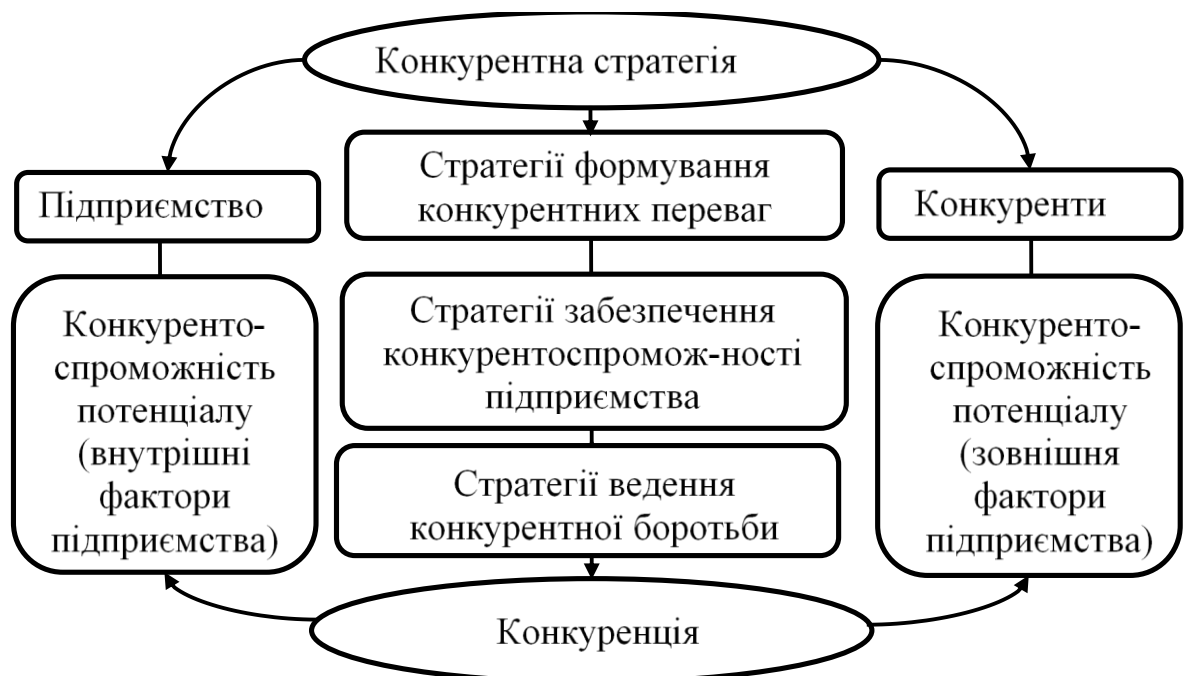 Конкурентна стратегія
Підприємство
Стратегії формування
конкурентних переваг
Конкуренти
Конкуренто-
спроможність
потенціалу
(внутрішні
фактори
підприємства)
Стратегії забезпечення
конкурентоспромож-ності
підприємства
Стратегії ведення
конкурентної боротьби
Конкуренто-
спроможність
потенціалу
(зовнішня
фактори
підприємства)
Конкуренція